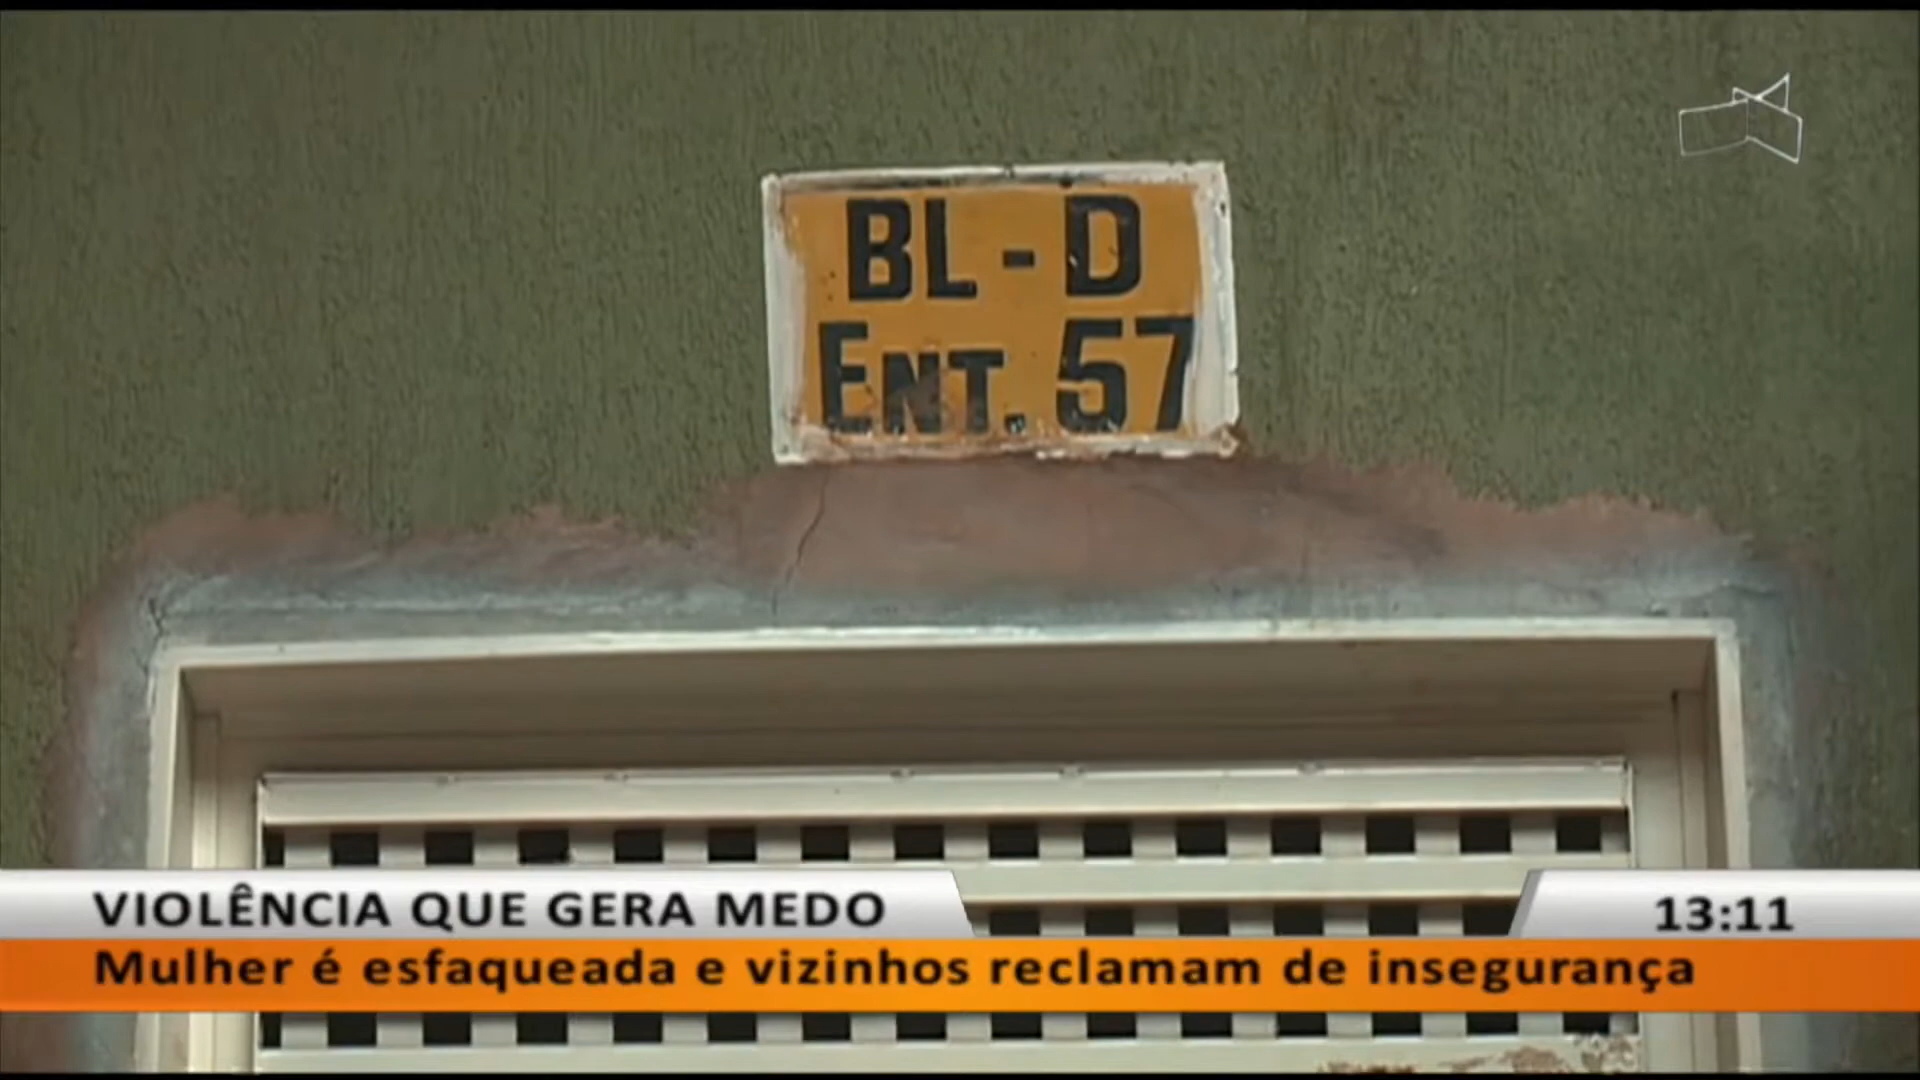 BL - D
ENT. 57
VIOLÊNCIA QUE GERA MEDO
13:11
Mulher é esfaqueada e vizinhos reclamam de insegurança